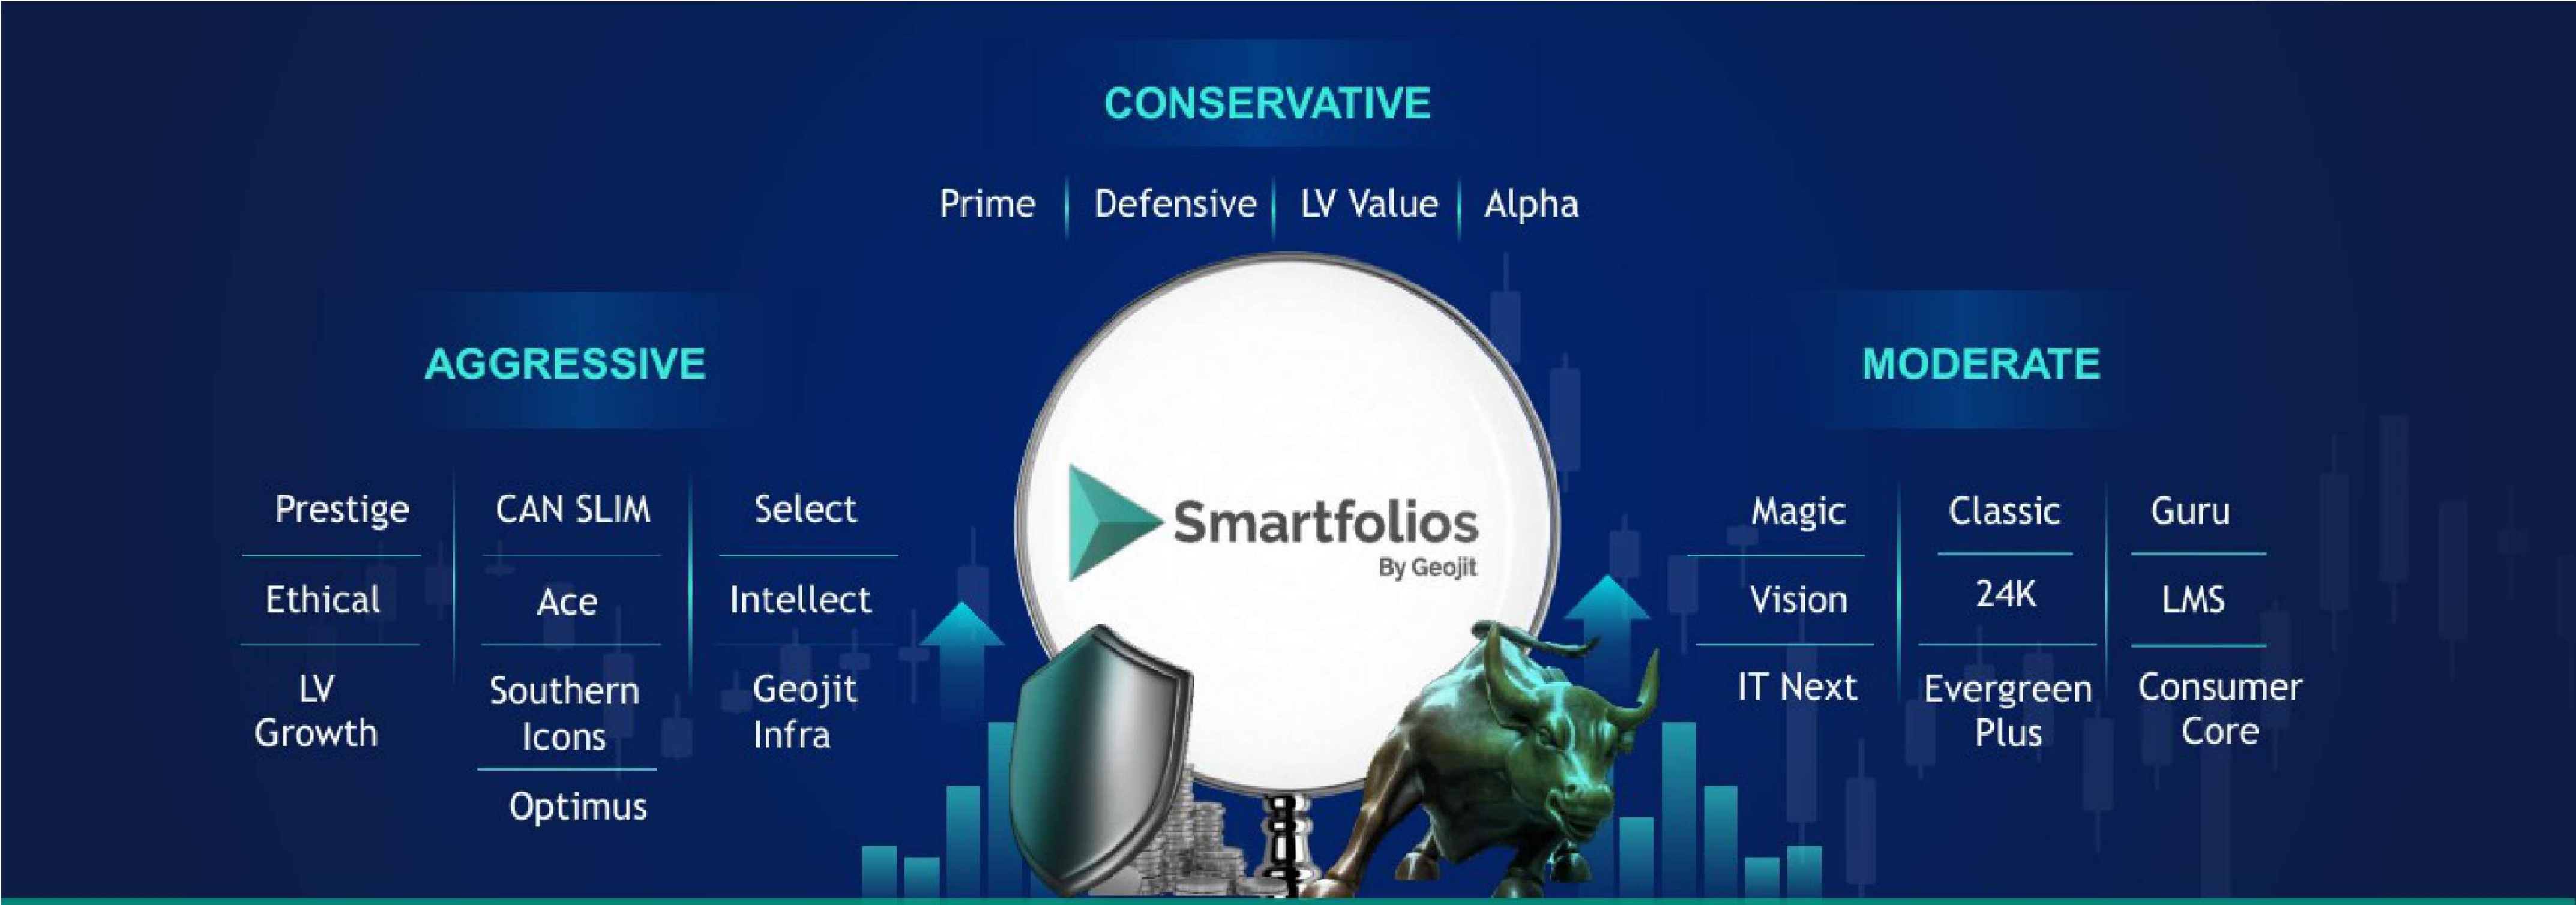 CONSERVATIVE
Prime
Defensive
LV Value
Alpha
AGGRESSIVE
Prestige
CAN SLIM
Select
Ethical
Ace
Intellect
LV
Growth
Southern
Icons
Geojit
Infra
Optimus
Smartfolios
By Geojit
MODERATE
Magic
Classic
Guru
Vision
24K
LMS
IT Next
Evergreen
Plus
Consumer
Core